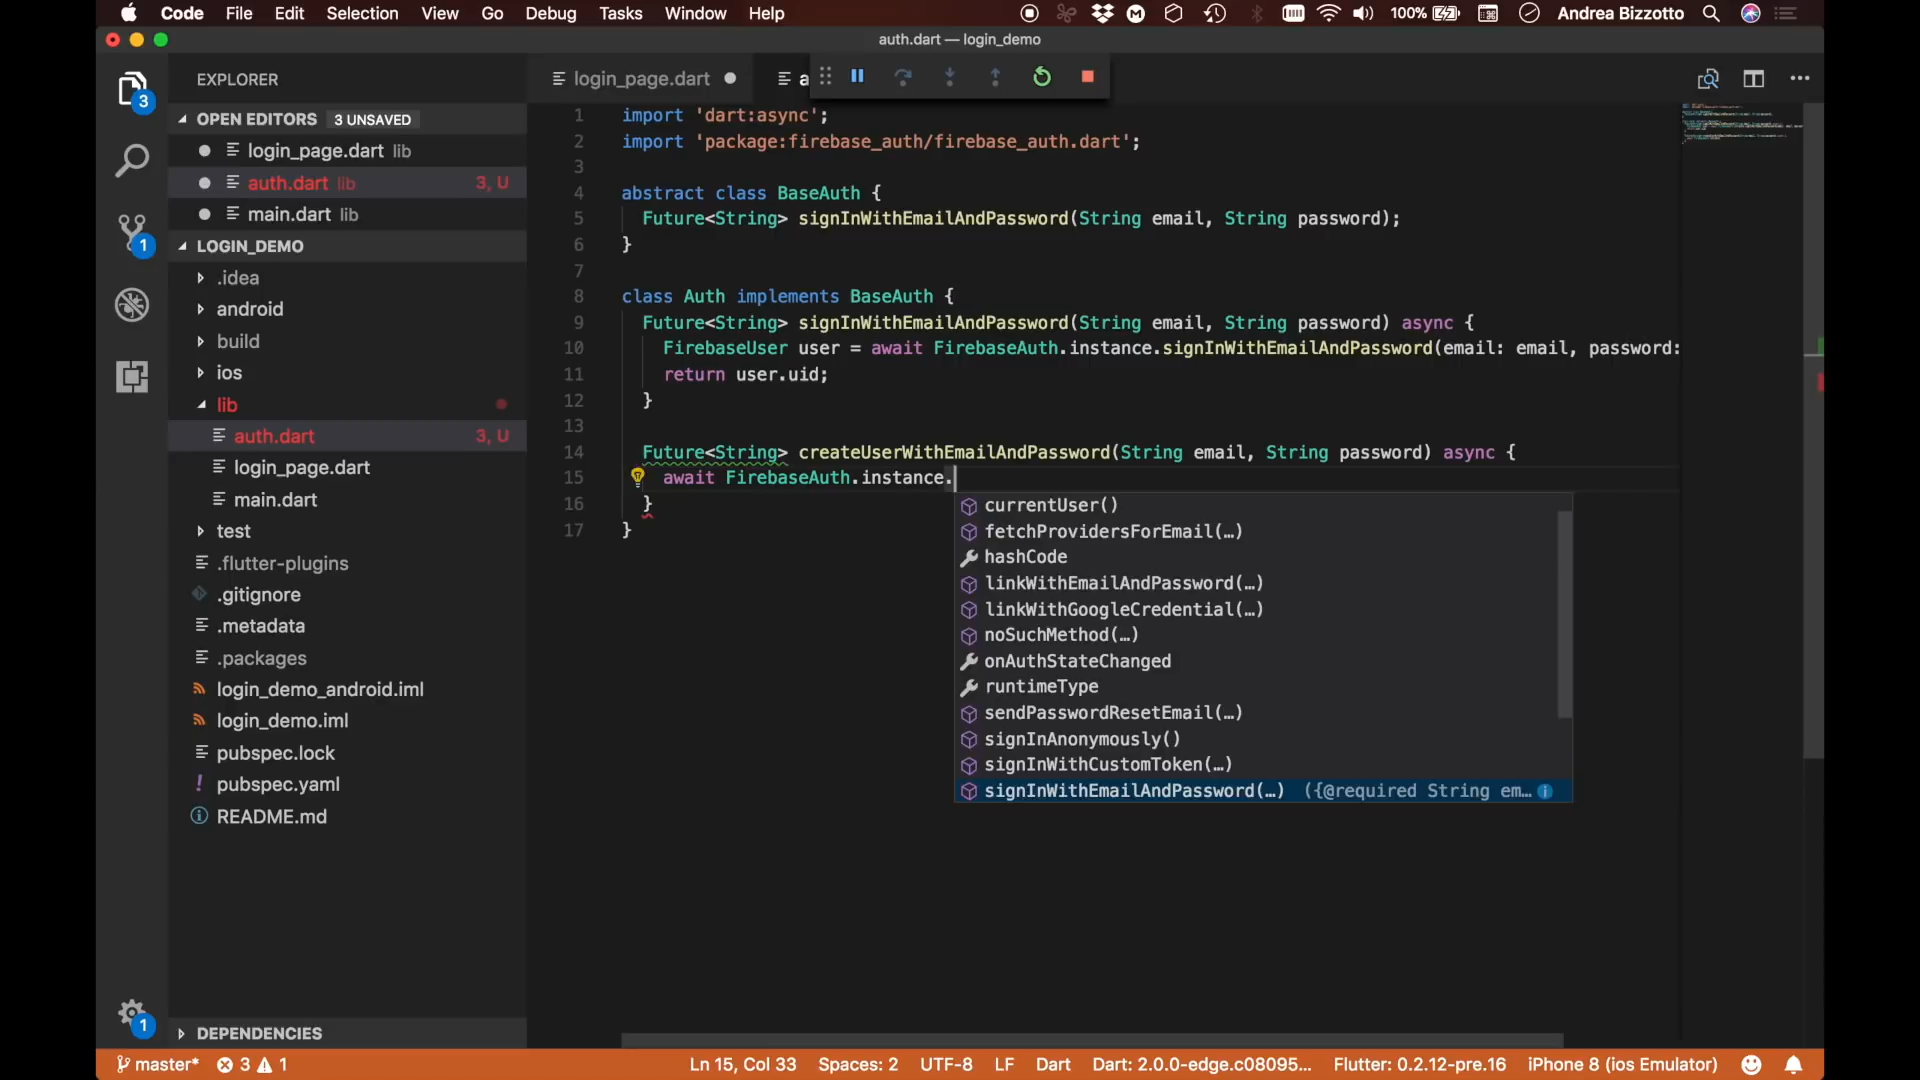 Code File Edit Selection View Go Debug Tasks Window Help 100% Andrea Bizzotto
auth.dart — login_demo
EXPLORER
OPEN EDITORS 3 UNSAVED
login_page.dart lib
auth.dart lib 3, U
main.dart lib
LOGIN_DEMO
.idea
android
build
ios
lib
auth.dart 3, U
login_page.dart
main.dart
test
.flutter-plugins
.gitignore
.metadata
.packages
login_demo_android.iml
login_demo.iml
pubspec.lock
pubspec.yaml
README.md
DEPENDENCIES
3
1
1
login_page.dart a
1 import 'dart:async';
2 import 'package:firebase_auth/firebase_auth.dart';
3
4 abstract class BaseAuth {
5 Future<String> signInWithEmailAndPassword(String email, String password);
6 }
7
8 class Auth implements BaseAuth {
9 Future<String> signInWithEmailAndPassword(String email, String password) async {
10 FirebaseUser user = await FirebaseAuth.instance.signInWithEmailAndPassword(email: email, password:
11 return user.uid;
12 }
13
14 Future<String> createUserWithEmailAndPassword(String email, String password) async {
15 await FirebaseAuth.instance.
16 }
17 }
currentUser()
fetchProvidersForEmail(…)
hashCode
linkWithEmailAndPassword(…)
linkWithGoogleCredential(…)
noSuchMethod(…)
onAuthStateChanged
runtimeType
sendPasswordResetEmail(…)
signInAnonymously()
signInWithCustomToken(…)
signInWithEmailAndPassword(…) ({@required String em…
master* 3 1 Ln 15, Col 33 Spaces: 2 UTF-8 LF Dart Dart: 2.0.0-edge.c08095... Flutter: 0.2.12-pre.16 iPhone 8 (ios Emulator)